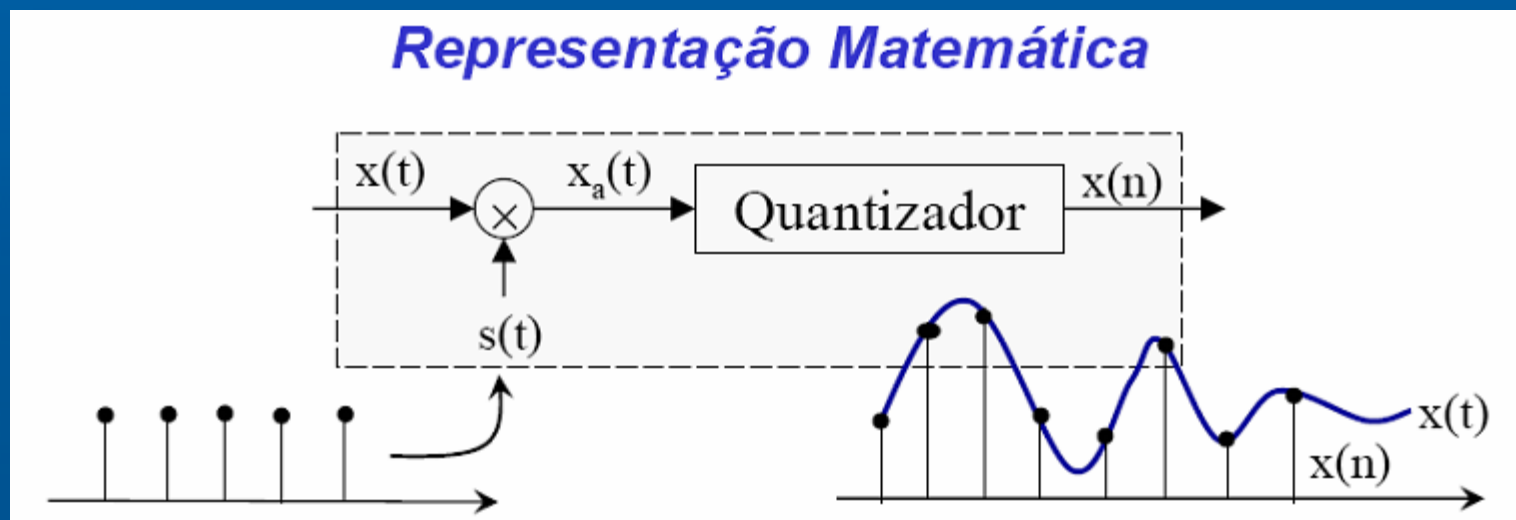 Representação Matemática
x(t)
xₐ(t)
Quantizador
x(n)
×
s(t)
x(t)
x(n)